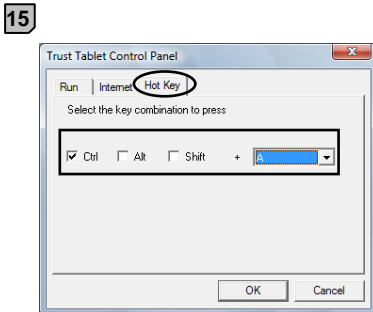 15
Trust Tablet Control Panel
Run Internet Hot Key
Select the key combination to press
Ctrl Alt Shift + A
OK Cancel